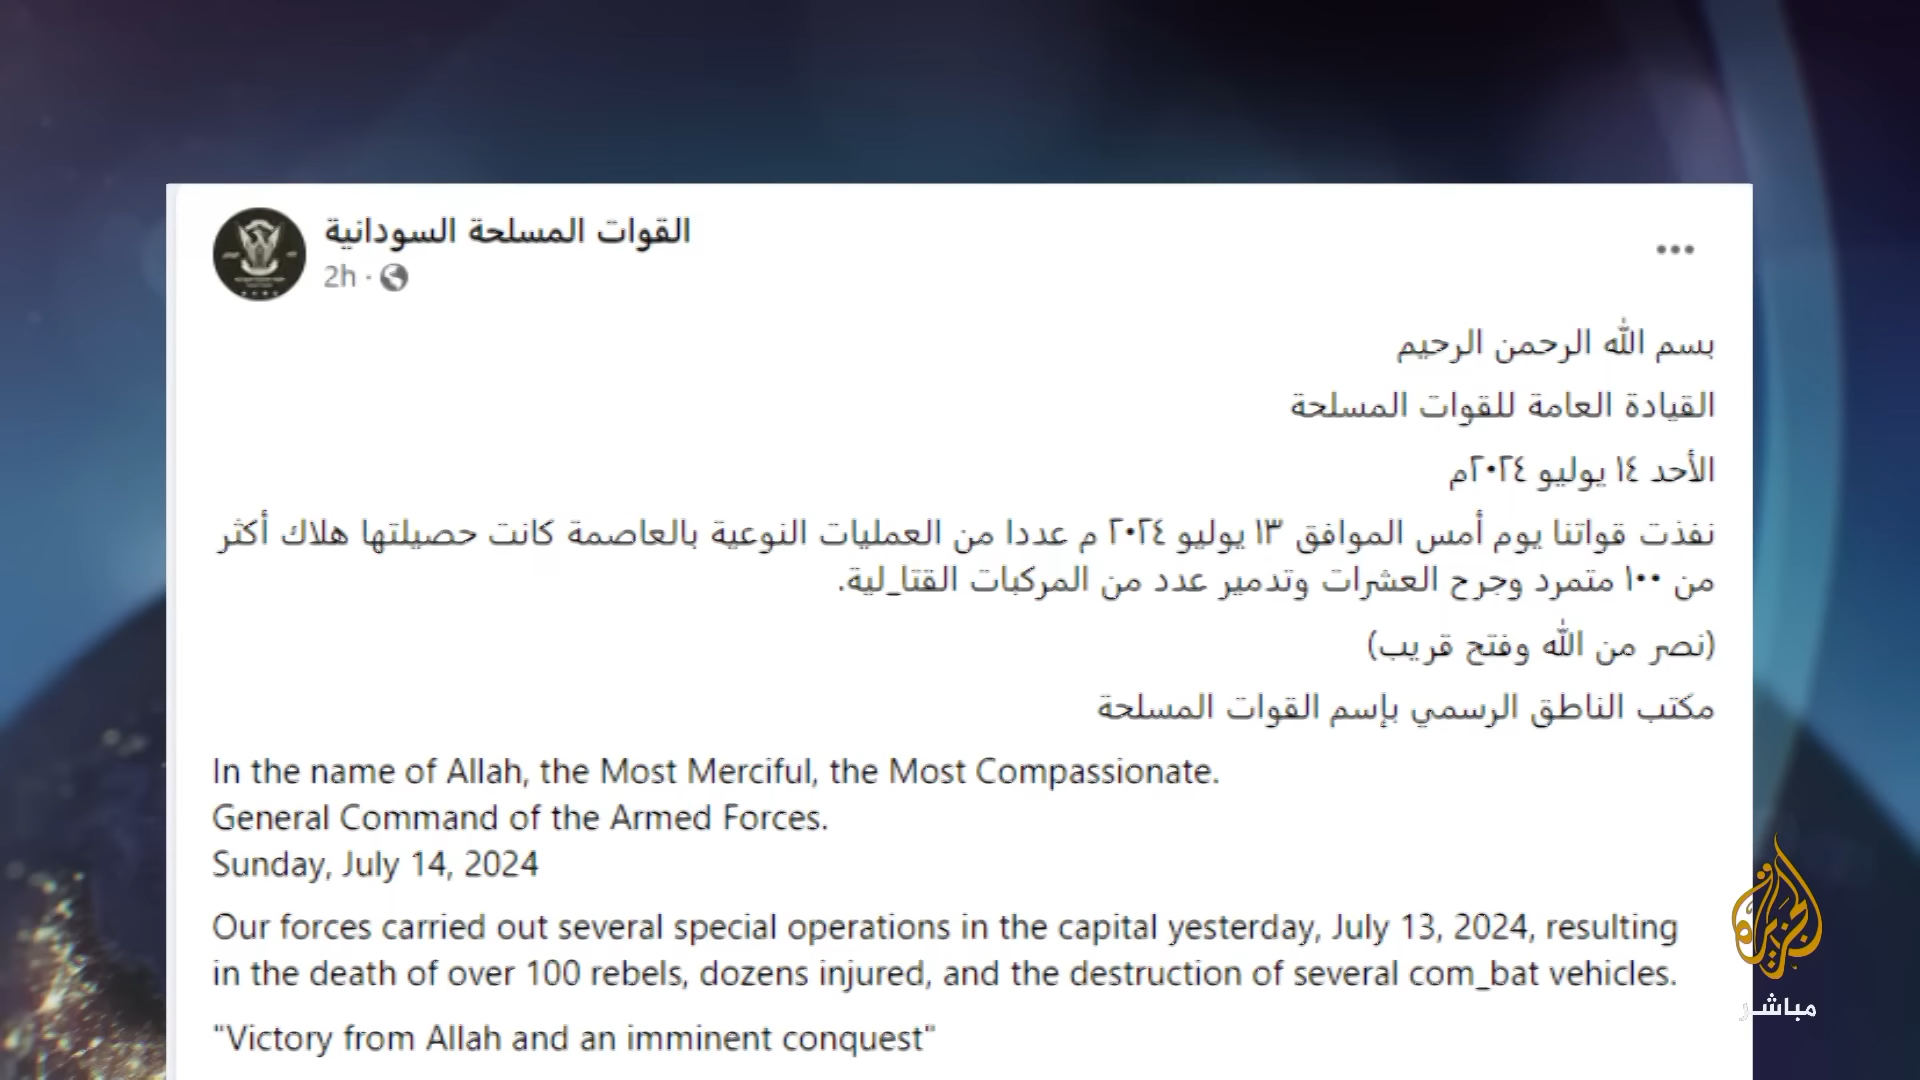 القوات المسلحة السودانية
2h ·
بسم الله الرحمن الرحيم
القيادة العامة للقوات المسلحة
الأحد ١٤ يوليو ٢٠٢٤م
نفذت قواتنا يوم أمس الموافق ١٣ يوليو ٢٠٢٤ م عددا من العمليات النوعية بالعاصمة كانت حصيلتها هلاك أكثر
من ١٠٠ متمرد وجرح العشرات وتدمير عدد من المركبات القتا_لية.
(نصر من الله وفتح قريب)
مكتب الناطق الرسمي بإسم القوات المسلحة
In the name of Allah, the Most Merciful, the Most Compassionate.
General Command of the Armed Forces.
Sunday, July 14, 2024
Our forces carried out several special operations in the capital yesterday, July 13, 2024, resulting
in the death of over 100 rebels, dozens injured, and the destruction of several com_bat vehicles.
"Victory from Allah and an imminent conquest"
الجزيرة
مباشر